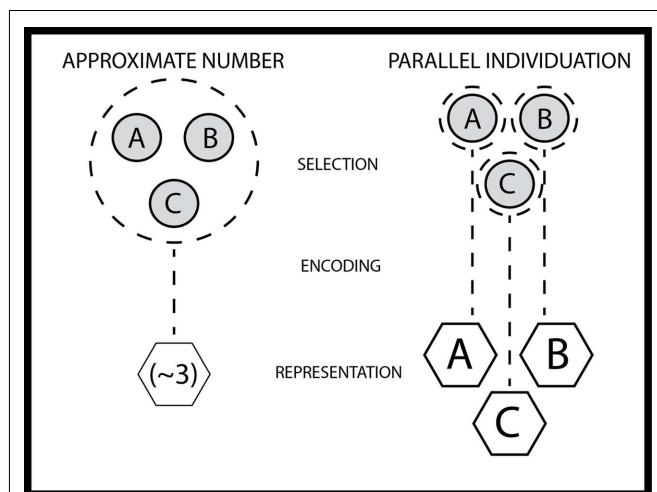 APPROXIMATE NUMBER
PARALLEL INDIVIDUATION
A
B
C
A
B
C
SELECTION
ENCODING
REPRESENTATION
(~3)
A
B
C